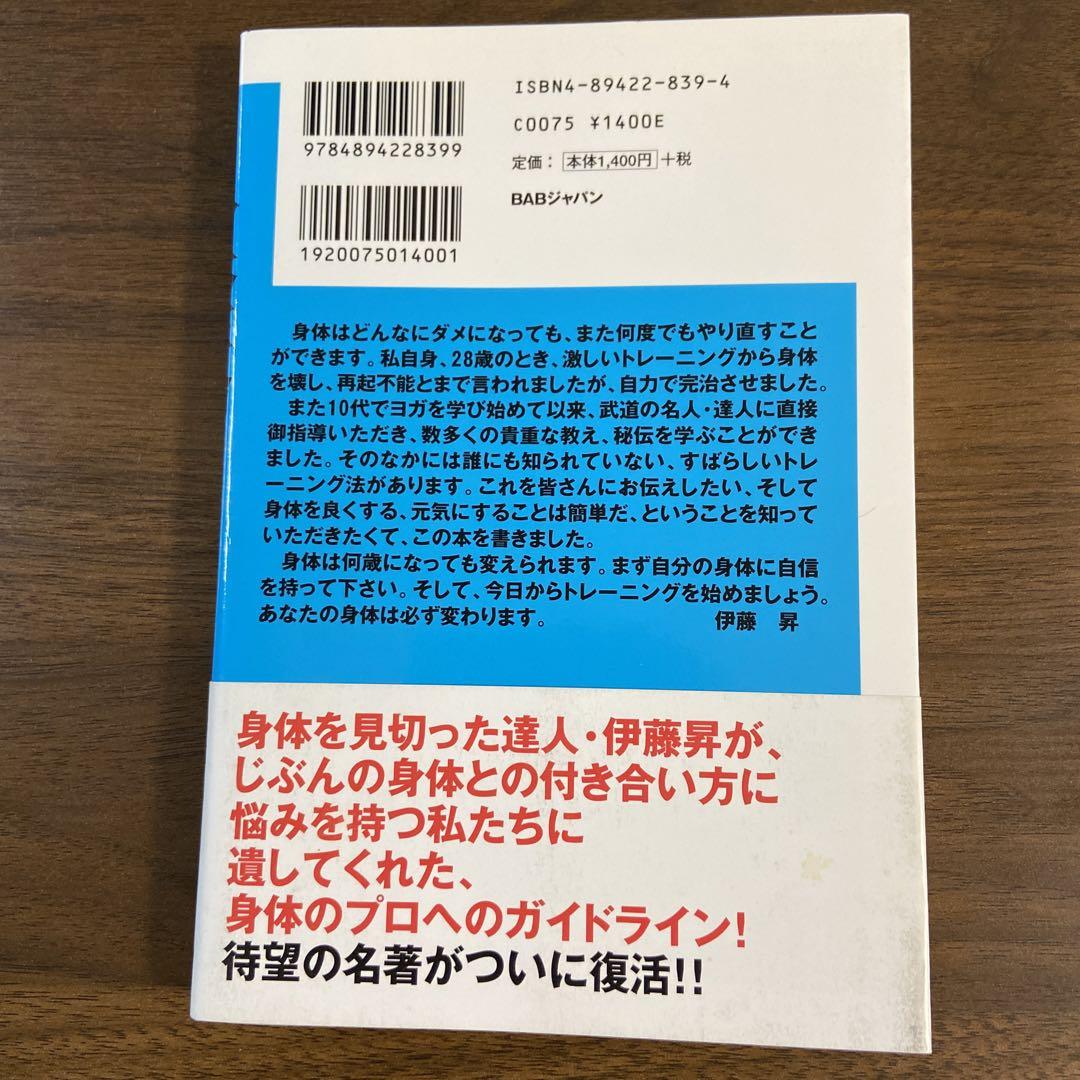 ISBN4-89422-839-4
C0075 ¥1400E
定価：本体1,400円+税
BABジャパン
9784894228399
1920075014001
身体はどんなにダメになっても、また何度でもやり直すこと
ができます。私自身、28歳のとき、激しいトレーニングから身体
を壊し、再起不能とまで言われましたが、自力で完治させました。
また10代でヨガを学び始めて以来、武道の名人・達人に直接
御指導いただき、数多くの貴重な教え、秘伝を学ぶことができ
ました。そのなかには誰にも知られていない、すばらしいトレ
ーニング法があります。これを皆さんにお伝えしたい、そして
身体を良くする、元気にすることは簡単だ、ということを知って
いただきたくて、この本を書きました。
身体は何歳になっても変えられます。まず自分の身体に自信
を持って下さい。そして、今日からトレーニングを始めましょう。
あなたの身体は必ず変わります。 伊藤 昇
身体を見切った達人・伊藤昇が、
じぶんの身体との付き合い方に
悩みを持つ私たちに
遺してくれた、
身体のプロへのガイドライン！
待望の名著がついに復活!!